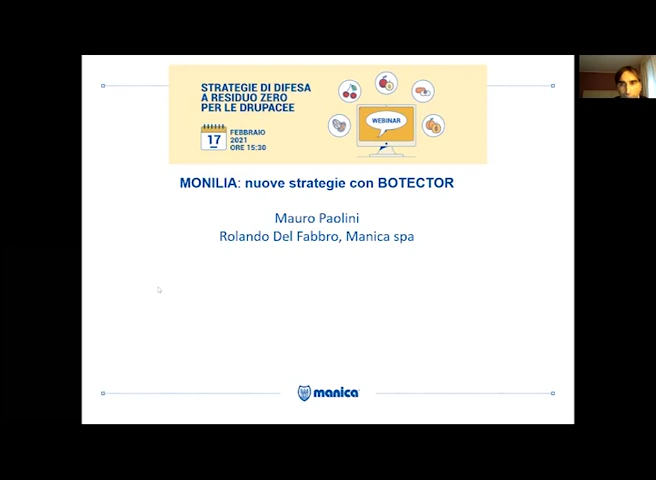 STRATEGIE DI DIFESA
A RESIDUO ZERO
PER LE DRUPACEE
17
FEBBRAIO
2021
ORE 15:30
WEBINAR
MONILIA: nuove strategie con BOTECTOR
Mauro Paolini
Rolando Del Fabbro, Manica spa
manica